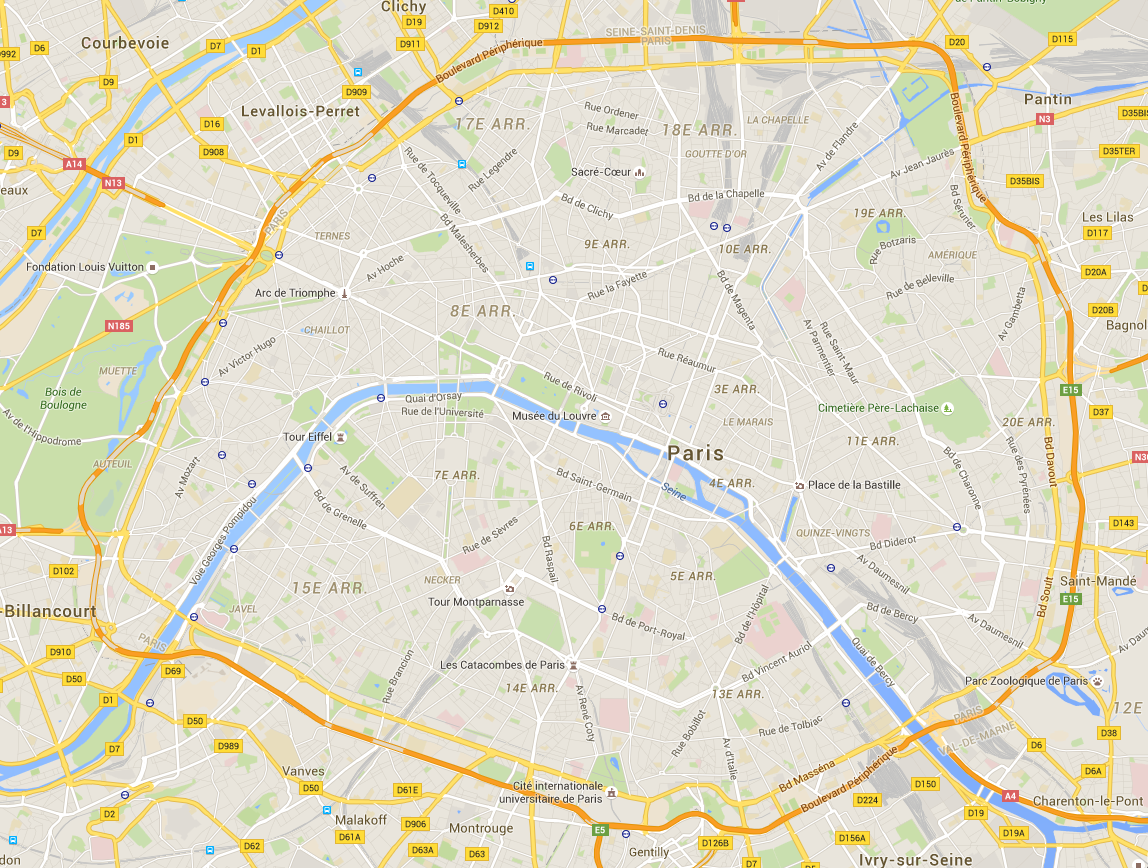 Clichy
de Pantin-Bobigny
D19
D410
D912
D911
D7
D1
Courbevoie
D6
D992
SEINE-SAINT-DENIS
PARIS
D20
D115
Boulevard Périphérique
D9
D909
Levallois-Perret
D16
17E ARR.
Rue Ordener
Rue Marcadet
18E ARR.
LA CHAPELLE
Pantin
N3
D35BIS
Boulevard Périphérique
D1
D9
D908
A14
N13
Rue de Tocqueville
Rue Legendre
Sacré-Cœur
GOUTTE D'OR
Av de Flandre
Av Jean Jaurès
D35TER
D35BIS
Bd de la Chapelle
Bd de Clichy
Bd Sérurier
19E ARR.
Les Lilas
D117
PARIS
TERNES
D7
Bd Malesherbes
9E ARR.
10E ARR.
Rue Botzaris
AMÉRIQUE
Fondation Louis Vuitton
Av Hoche
Arc de Triomphe
Rue la Fayette
Bd de Magenta
Rue de Belleville
D20A
D20B
Bagnol
N185
8E ARR.
CHAILLOT
Av Gambetta
Av Parmentier
Rue Saint-Maur
Av Victor Hugo
MUETTE
Rue Réaumur
Bois de
Boulogne
Rue de Rivoli
3E ARR.
E15
Quai d'Orsay
Rue de l'Université
Musée du Louvre
LE MARAIS
Cimetière Père-Lachaise
D37
20E ARR.
Av de l'Hippodrome
Tour Eiffel
11E ARR.
Paris
AUTEUIL
Av Mozart
Av de Suffren
7E ARR.
Bd Saint-Germain
Seine
4E ARR.
Place de la Bastille
Bd de Charonne
Rue des Pyrénées
Bd Davout
Bd de Grenelle
Voie Georges Pompidou
6E ARR.
Rue de Sèvres
Bd Raspail
QUINZE-VINGTS
Bd Diderot
D143
A13
D102
15E ARR.
NECKER
5E ARR.
Av Daumesnil
Saint-Mandé
Bd Soult
E15
-Billancourt
JAVEL
Tour Montparnasse
Bd de Port-Royal
Bd de l'Hôpital
Bd de Bercy
Av Daumesnil
PARIS
D910
D50
D69
Rue Brancion
Les Catacombes de Paris
Bd Vincent Auriol
Quai de Bercy
Parc Zoologique de Paris
14E ARR.
13E ARR.
12E
D1
D50
Av René Coty
Rue Bobillot
Rue de Tolbiac
PARIS
VAL-DE-MARNE
D38
D7
D989
Av d'Italie
D6
Vanves
D50
D61E
Cité internationale
universitaire de Paris
Bd Masséna
Boulevard Périphérique
D150
D6A
A4
Charenton-le-Pont
D224
D2
Malakoff
D906
Montrouge
D19
D61A
E5
D19A
D62
D63A
D63
Gentilly
D126B
D156A
D7
D5
Ivry-sur-Seine